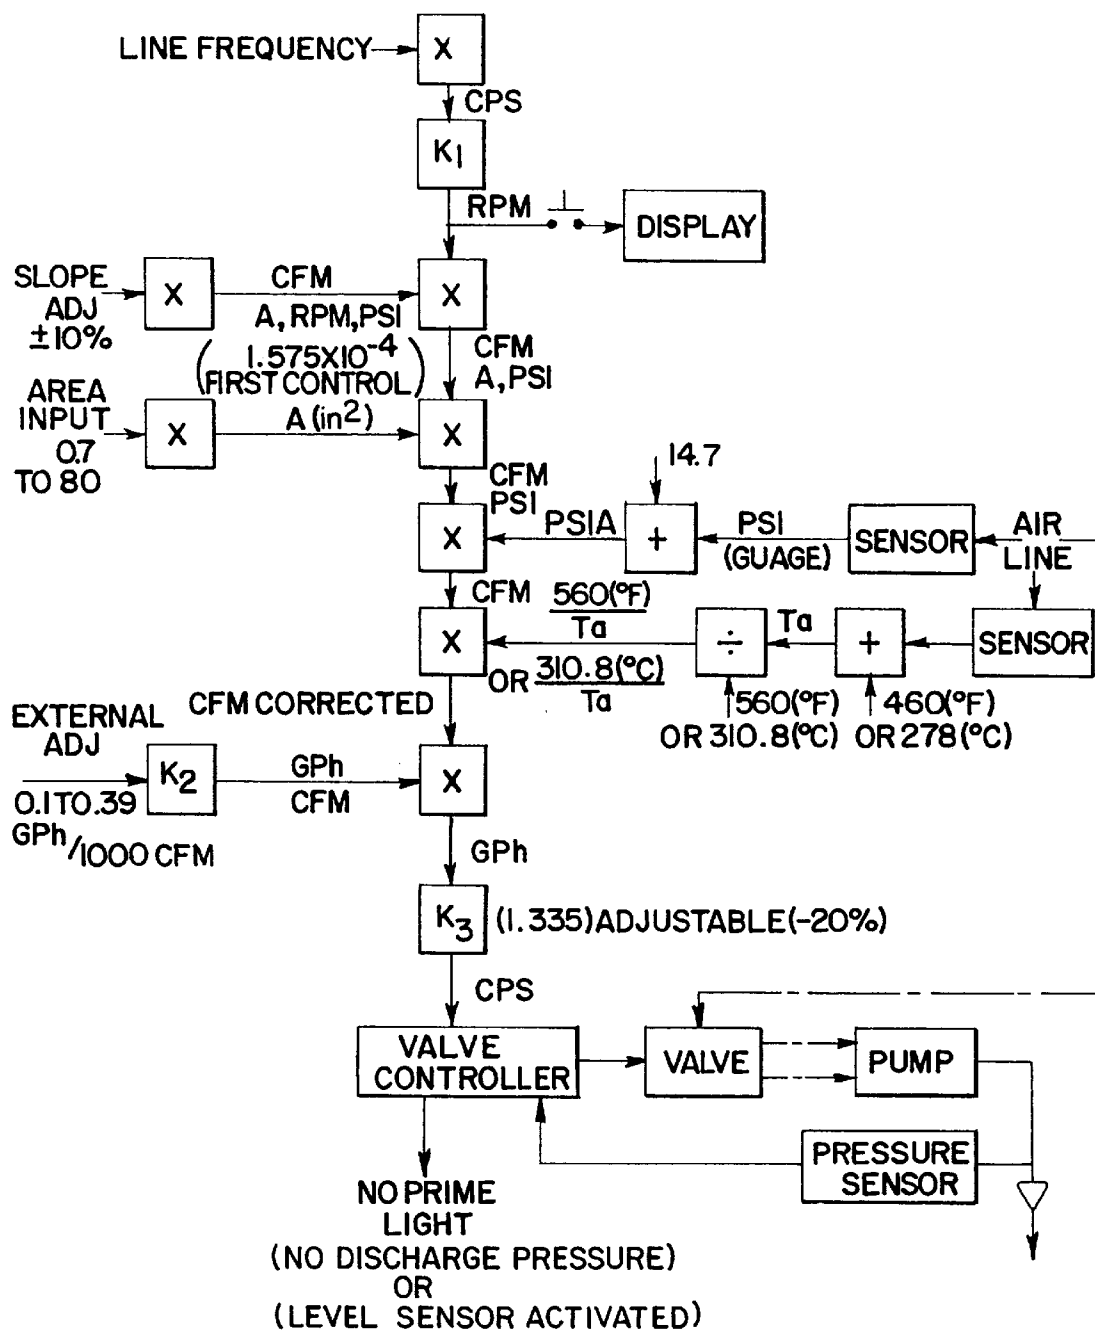 LINE FREQUENCY
X
CPS
K1
RPM
DISPLAY
SLOPE
ADJ
±10%
X
CFM
A, RPM, PSI
X
(1.575X10-4
FIRST CONTROL)
CFM
A, PSI
AREA
INPUT
0.7
TO 80
X
A (in2)
X
CFM
PSI
14.7
X
PSIA
+
PSI
(GUAGE)
SENSOR
AIR
LINE
CFM
560(°F)
Ta
OR 310.8(°C)
Ta
X
÷
Ta
+
SENSOR
560(°F)
OR 310.8(°C)
460(°F)
OR 278(°C)
CFM CORRECTED
EXTERNAL
ADJ
K2
GPh
CFM
X
0.1 TO.39
GPh/1000 CFM
GPh
K3
(1.335) ADJUSTABLE (-20%)
CPS
VALVE
CONTROLLER
VALVE
PUMP
PRESSURE
SENSOR
NO PRIME
LIGHT
(NO DISCHARGE PRESSURE)
OR
(LEVEL SENSOR ACTIVATED)